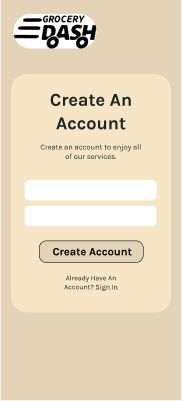 GROCERY
DASH
Create An
Account
Create an account to enjoy all
of our services.
Create Account
Already Have An
Account? Sign In